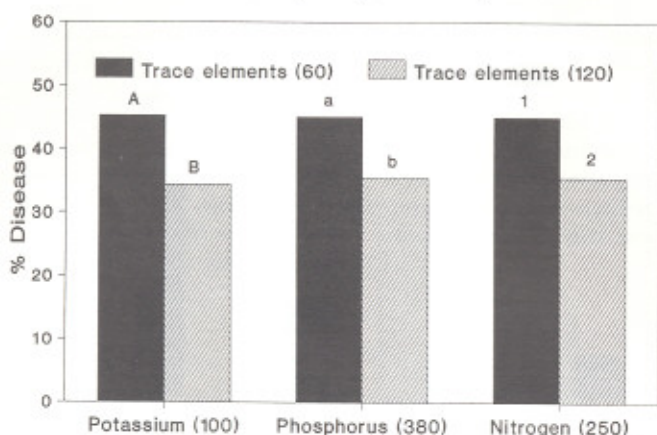 60
Trace elements (60) Trace elements (120)
50
A a 1
B b 2
40
30
20
10
0
% Disease
Potassium (100) Phosphorus (380) Nitrogen (250)